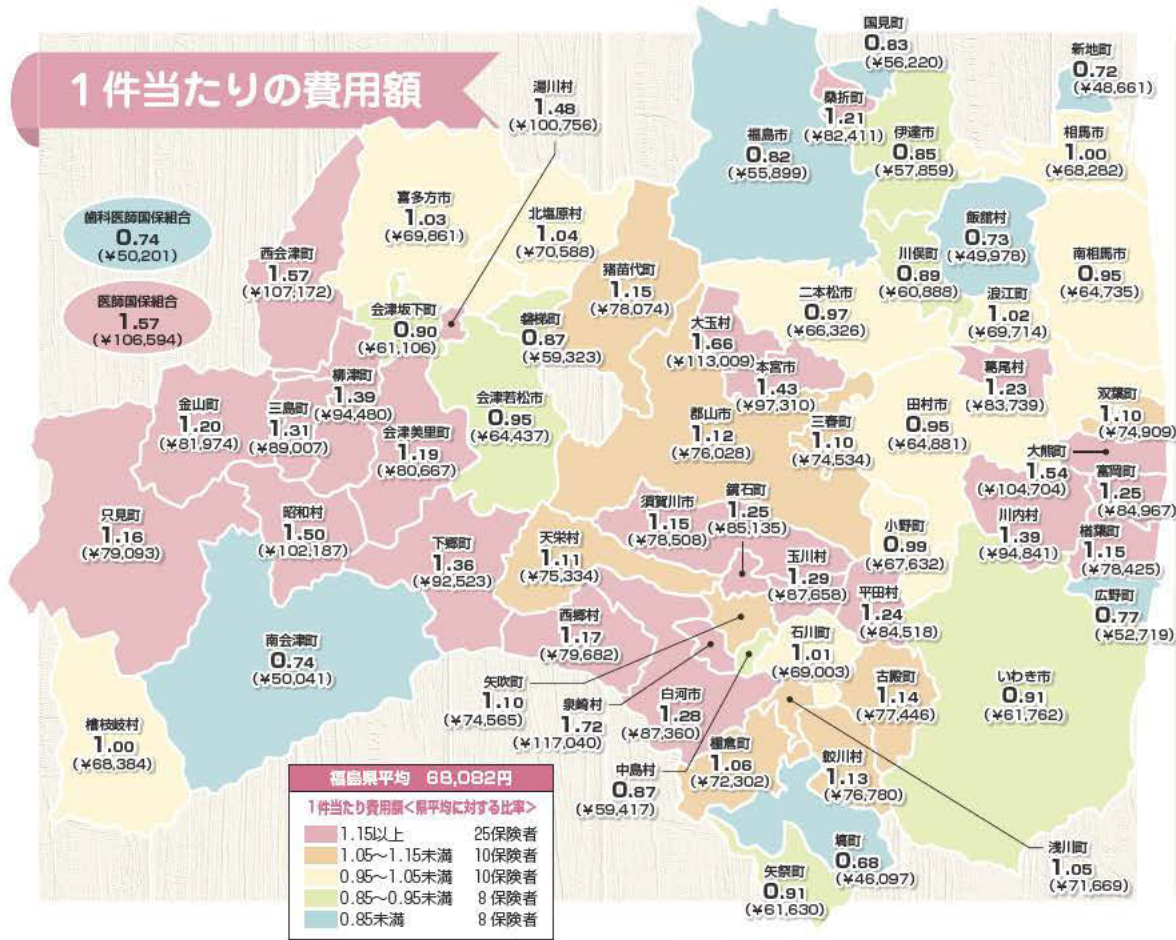 1件当たりの費用額
国見町
0.83
(¥56,220)
新地町
0.72
(¥48,661)
湯川村
1.48
(¥100,756)
桑折町
1.21
(¥82,411)
福島市
0.82
(¥55,899)
伊達市
0.85
(¥57,859)
相馬市
1.00
(¥68,282)
歯科医師国保組合
0.74
(¥50,201)
医師国保組合
1.57
(¥106,594)
西会津町
1.57
(¥107,172)
喜多方市
1.03
(¥69,861)
北塩原村
1.04
(¥70,588)
猪苗代町
1.15
(¥78,074)
川俣町
0.89
(¥60,888)
飯舘村
0.73
(¥49,978)
南相馬市
0.95
(¥64,735)
会津坂下町
0.90
(¥61,106)
磐梯町
0.87
(¥59,323)
二本松市
0.97
(¥66,326)
浪江町
1.02
(¥69,714)
大玉村
1.66
(¥113,009)
本宮市
1.43
(¥97,310)
葛尾村
1.23
(¥83,739)
双葉町
1.10
(¥74,909)
柳津町
1.39
(¥94,480)
金山町
1.20
(¥81,974)
三島町
1.31
(¥89,007)
会津美里町
1.19
(¥80,667)
会津若松市
0.95
(¥64,437)
郡山市
1.12
(¥76,028)
三春町
1.10
(¥74,534)
田村市
0.95
(¥64,881)
大熊町
1.54
(¥104,704)
富岡町
1.25
(¥84,967)
只見町
1.16
(¥79,093)
昭和村
1.50
(¥102,187)
下郷町
1.36
(¥92,523)
天栄村
1.11
(¥75,334)
須賀川市
1.15
(¥78,508)
鏡石町
1.25
(¥85,135)
玉川村
1.29
(¥87,658)
小野町
0.99
(¥67,632)
川内村
1.39
(¥94,841)
楢葉町
1.15
(¥78,425)
平田村
1.24
(¥84,518)
広野町
0.77
(¥52,719)
南会津町
0.74
(¥50,041)
西郷村
1.17
(¥79,682)
石川町
1.01
(¥69,003)
古殿町
1.14
(¥77,446)
いわき市
0.91
(¥61,762)
檜枝岐村
1.00
(¥68,384)
矢吹町
1.10
(¥74,565)
泉崎村
1.72
(¥117,040)
白河市
1.28
(¥87,360)
棚倉町
1.06
(¥72,302)
鮫川村
1.13
(¥76,780)
中島村
0.87
(¥59,417)
塙町
0.68
(¥46,097)
矢祭町
0.91
(¥61,630)
浅川町
1.05
(¥71,669)
福島県平均 68,082円
1件当たり費用額<県平均に対する比率>
1.15以上 25保険者
1.05～1.15未満 10保険者
0.95～1.05未満 10保険者
0.85～0.95未満 8保険者
0.85未満 8保険者